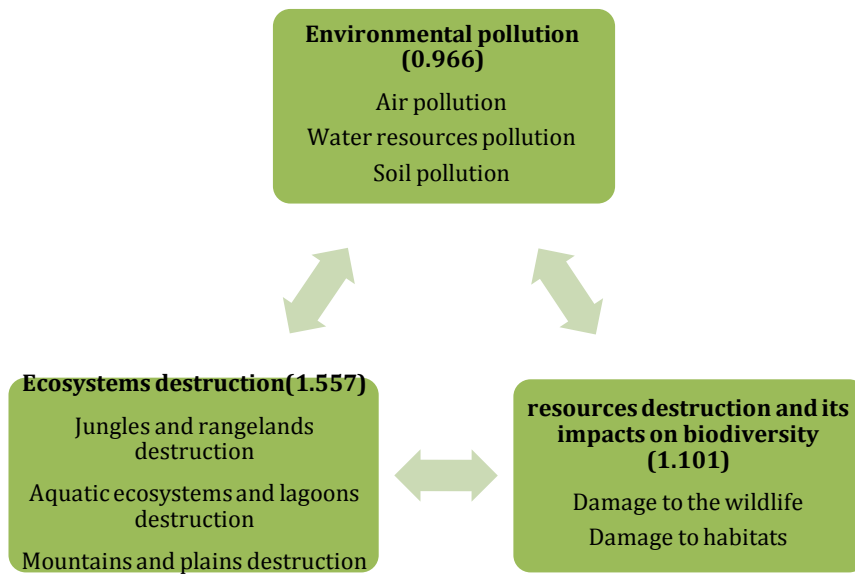 Environmental pollution
(0.966)
Air pollution
Water resources pollution
Soil pollution
Ecosystems destruction(1.557)
Jungles and rangelands
destruction
Aquatic ecosystems and lagoons
destruction
Mountains and plains destruction
resources destruction and its
impacts on biodiversity
(1.101)
Damage to the wildlife
Damage to habitats